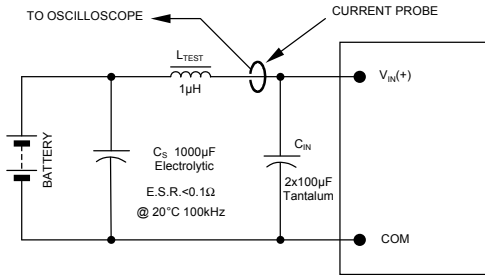 TO OSCILLOSCOPE
CURRENT PROBE
LTEST
1μH
VIN(+)
BATTERY
CS 1000μF
Electrolytic
E.S.R.<0.1Ω
@ 20°C 100kHz
CIN
2x100μF
Tantalum
COM